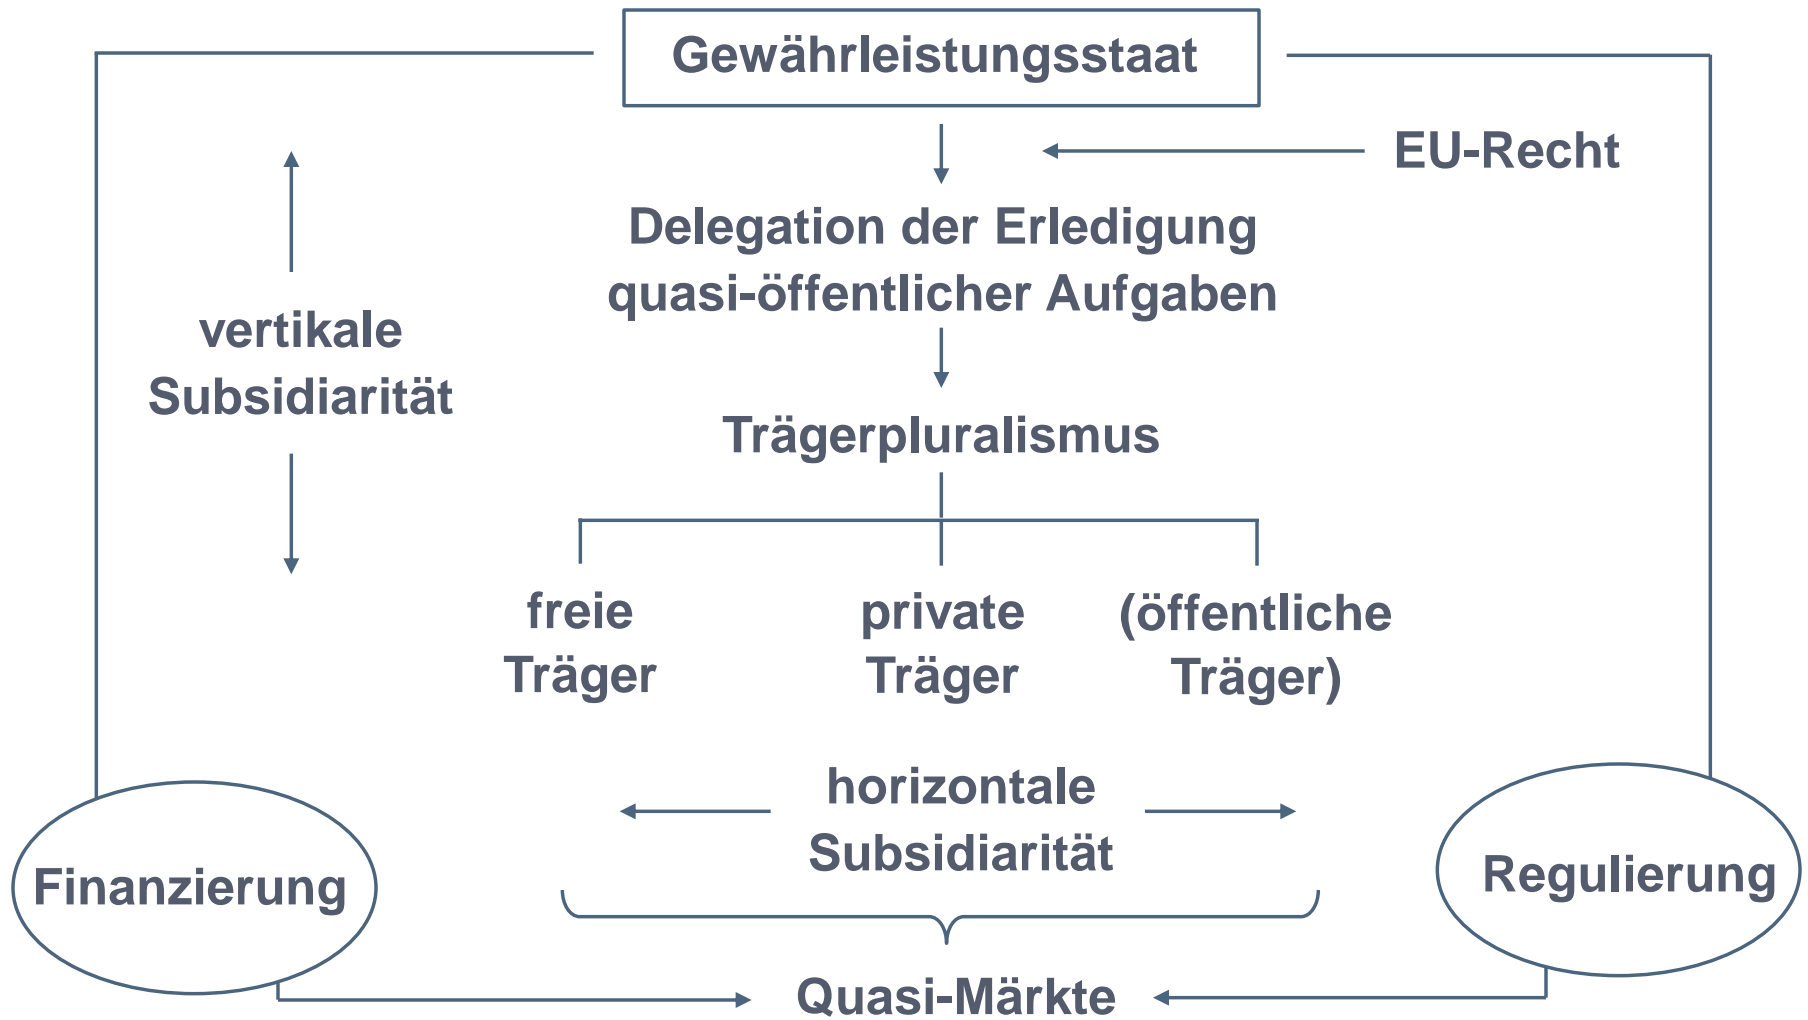 Gewährleistungsstaat
EU-Recht
Delegation der Erledigung
quasi-öffentlicher Aufgaben
vertikale
Subsidiarität
Trägerpluralismus
freie
Träger
private
Träger
(öffentliche
Träger)
horizontale
Subsidiarität
Finanzierung
Regulierung
Quasi-Märkte